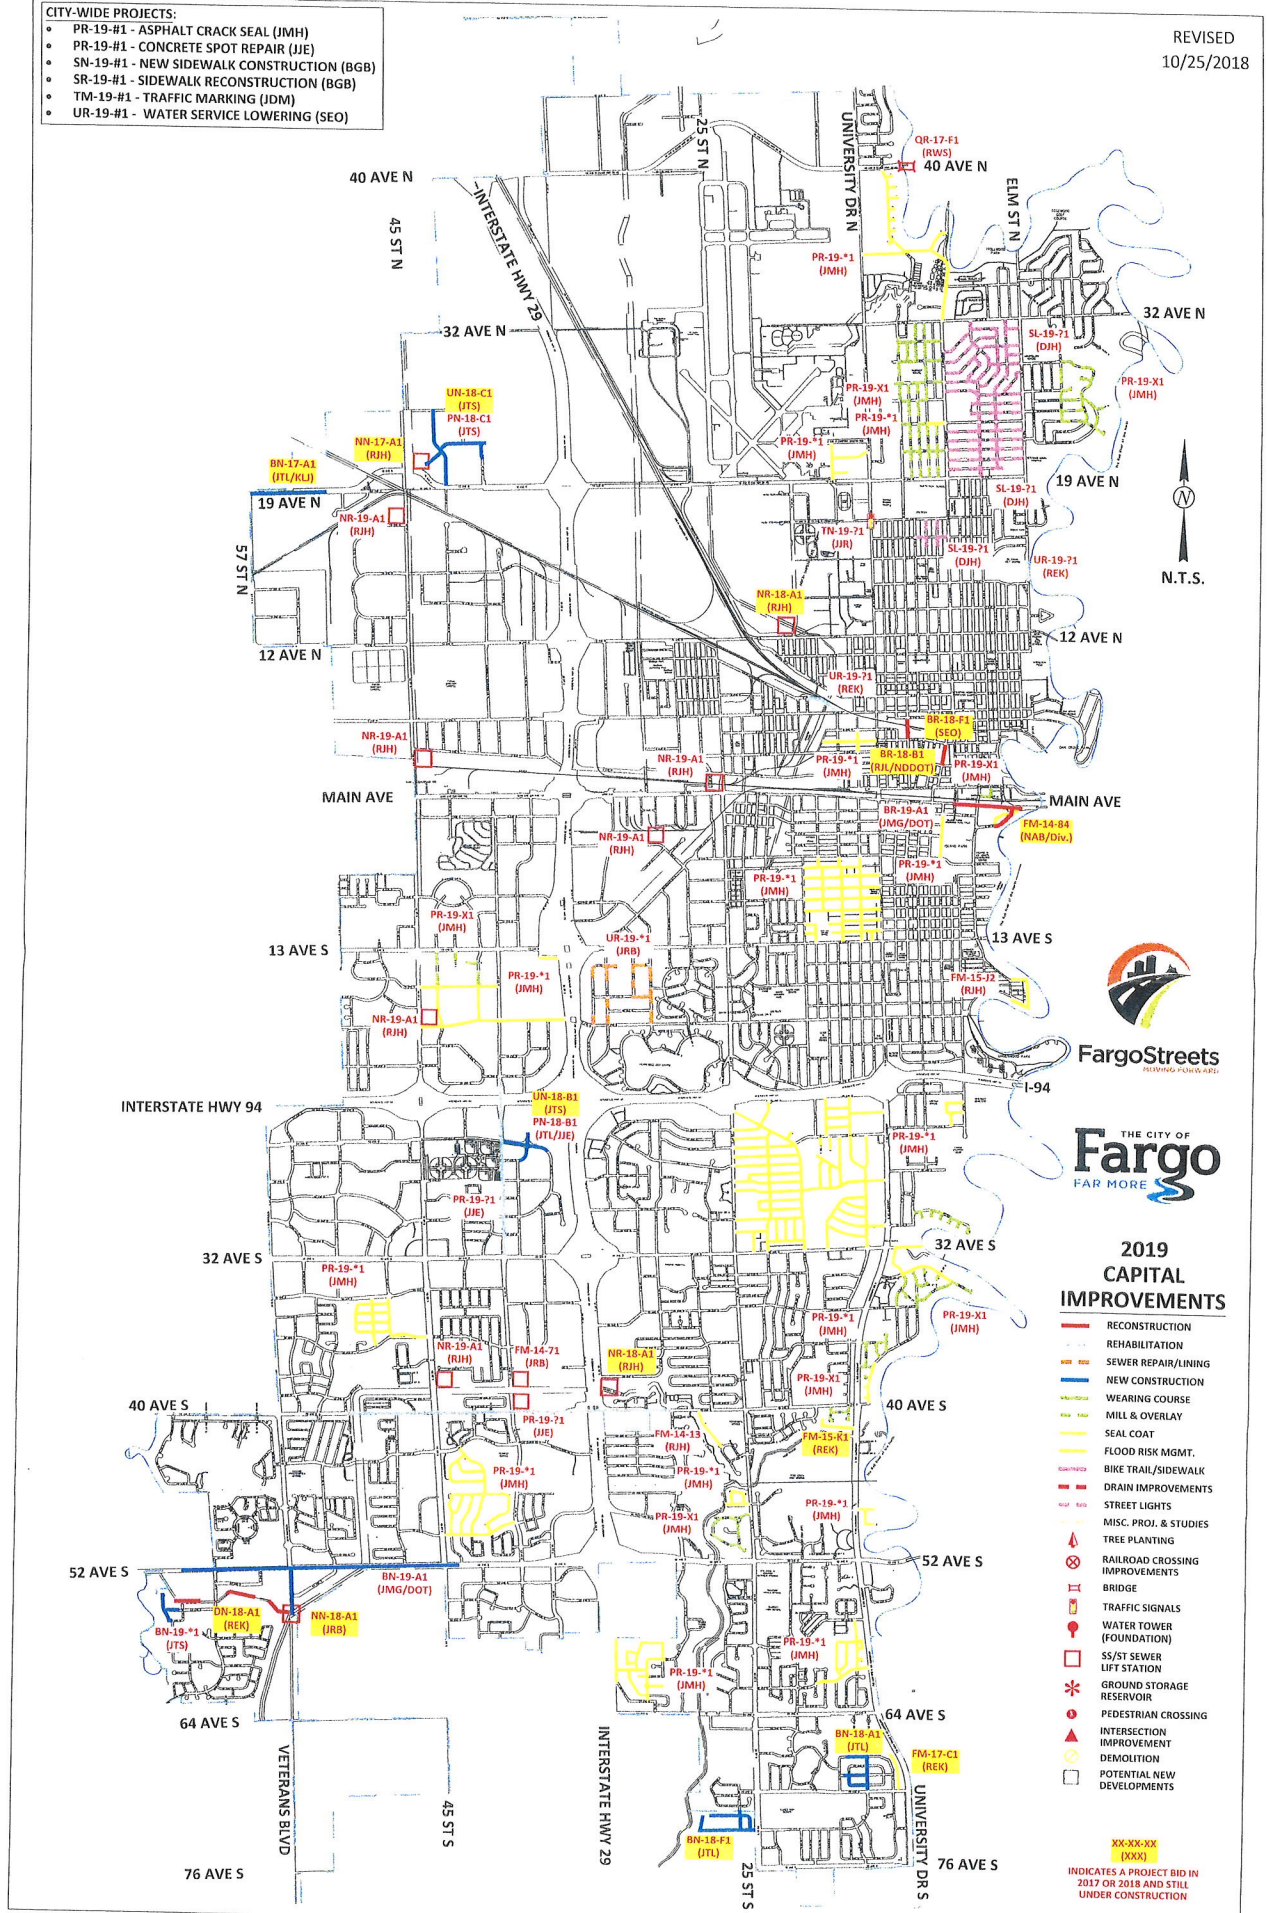 CITY-WIDE PROJECTS:
• PR-19-#1 - ASPHALT CRACK SEAL (JMH)
• PR-19-#1 - CONCRETE SPOT REPAIR (JJE)
• SN-19-#1 - NEW SIDEWALK CONSTRUCTION (BGB)
• SR-19-#1 - SIDEWALK RECONSTRUCTION (BGB)
• TM-19-#1 - TRAFFIC MARKING (JDM)
• UR-19-#1 - WATER SERVICE LOWERING (SEO)
REVISED
10/25/2018
25 ST N
UNIVERSITY DR N
QR-17-F1
(RWS)
40 AVE N
40 AVE N
INTERSTATE HWY 29
ELM ST N
45 ST N
PR-19-*1
(JMH)
32 AVE N
32 AVE N
SL-19-?1
(DJH)
PR-19-X1
(JMH)
PR-19-X1
(JMH)
PR-19-*1
(JMH)
UN-18-C1
(JTS)
PN-18-C1
(JTS)
NN-17-A1
(RJH)
PR-19-*1
(JMH)
BN-17-A1
(JTL/KLJ)
19 AVE N
19 AVE N
SL-19-?1
(DJH)
NR-19-A1
(RJH)
TN-19-?1
(JJR)
SL-19-?1
(DJH)
UR-19-?1
(REK)
57 ST N
N
N.T.S.
NR-18-A1
(RJH)
12 AVE N
12 AVE N
UR-19-?1
(REK)
BR-18-F1
(SEO)
NR-19-A1
(RJH)
NR-19-A1
(RJH)
PR-19-*1
(JMH)
BR-18-B1
(RJL/NDDOT)
PR-19-X1
(JMH)
MAIN AVE
MAIN AVE
BR-19-A1
(JMG/DOT)
FM-14-84
(NAB/Div.)
NR-19-A1
(RJH)
PR-19-*1
(JMH)
PR-19-*1
(JMH)
PR-19-X1
(JMH)
13 AVE S
13 AVE S
UR-19-*1
(JRB)
PR-19-*1
(JMH)
FM-15-J2
(RJH)
NR-19-A1
(RJH)
FargoStreets
MOVING FORWARD
I-94
INTERSTATE HWY 94
UN-18-B1
(JTS)
PN-18-B1
(JTL/JJE)
PR-19-*1
(JMH)
THE CITY OF
Fargo
FAR MORE
PR-19-?1
(JJE)
32 AVE S
32 AVE S
PR-19-*1
(JMH)
PR-19-*1
(JMH)
PR-19-X1
(JMH)
NR-19-A1
(RJH)
FM-14-71
(JRB)
NR-18-A1
(RJH)
PR-19-X1
(JMH)
40 AVE S
40 AVE S
PR-19-?1
(JJE)
FM-14-13
(RJH)
FM-15-K1
(REK)
PR-19-*1
(JMH)
PR-19-*1
(JMH)
PR-19-X1
(JMH)
PR-19-*1
(JMH)
52 AVE S
52 AVE S
BN-19-A1
(JMG/DOT)
DN-18-A1
(REK)
NN-18-A1
(JRB)
BN-19-*1
(JTS)
PR-19-*1
(JMH)
PR-19-*1
(JMH)
64 AVE S
64 AVE S
BN-18-A1
(JTL)
FM-17-C1
(REK)
VETERANS BLVD
45 ST S
INTERSTATE HWY 29
BN-18-F1
(JTL)
25 ST S
UNIVERSITY DR S
76 AVE S
76 AVE S
2019
CAPITAL
IMPROVEMENTS
RECONSTRUCTION
REHABILITATION
SEWER REPAIR/LINING
NEW CONSTRUCTION
WEARING COURSE
MILL & OVERLAY
SEAL COAT
FLOOD RISK MGMT.
BIKE TRAIL/SIDEWALK
DRAIN IMPROVEMENTS
STREET LIGHTS
MISC. PROJ. & STUDIES
TREE PLANTING
RAILROAD CROSSING
IMPROVEMENTS
BRIDGE
TRAFFIC SIGNALS
WATER TOWER
(FOUNDATION)
SS/ST SEWER
LIFT STATION
GROUND STORAGE
RESERVOIR
PEDESTRIAN CROSSING
INTERSECTION
IMPROVEMENT
DEMOLITION
POTENTIAL NEW
DEVELOPMENTS
XX-XX-XX
(XXX)
INDICATES A PROJECT BID IN
2017 OR 2018 AND STILL
UNDER CONSTRUCTION